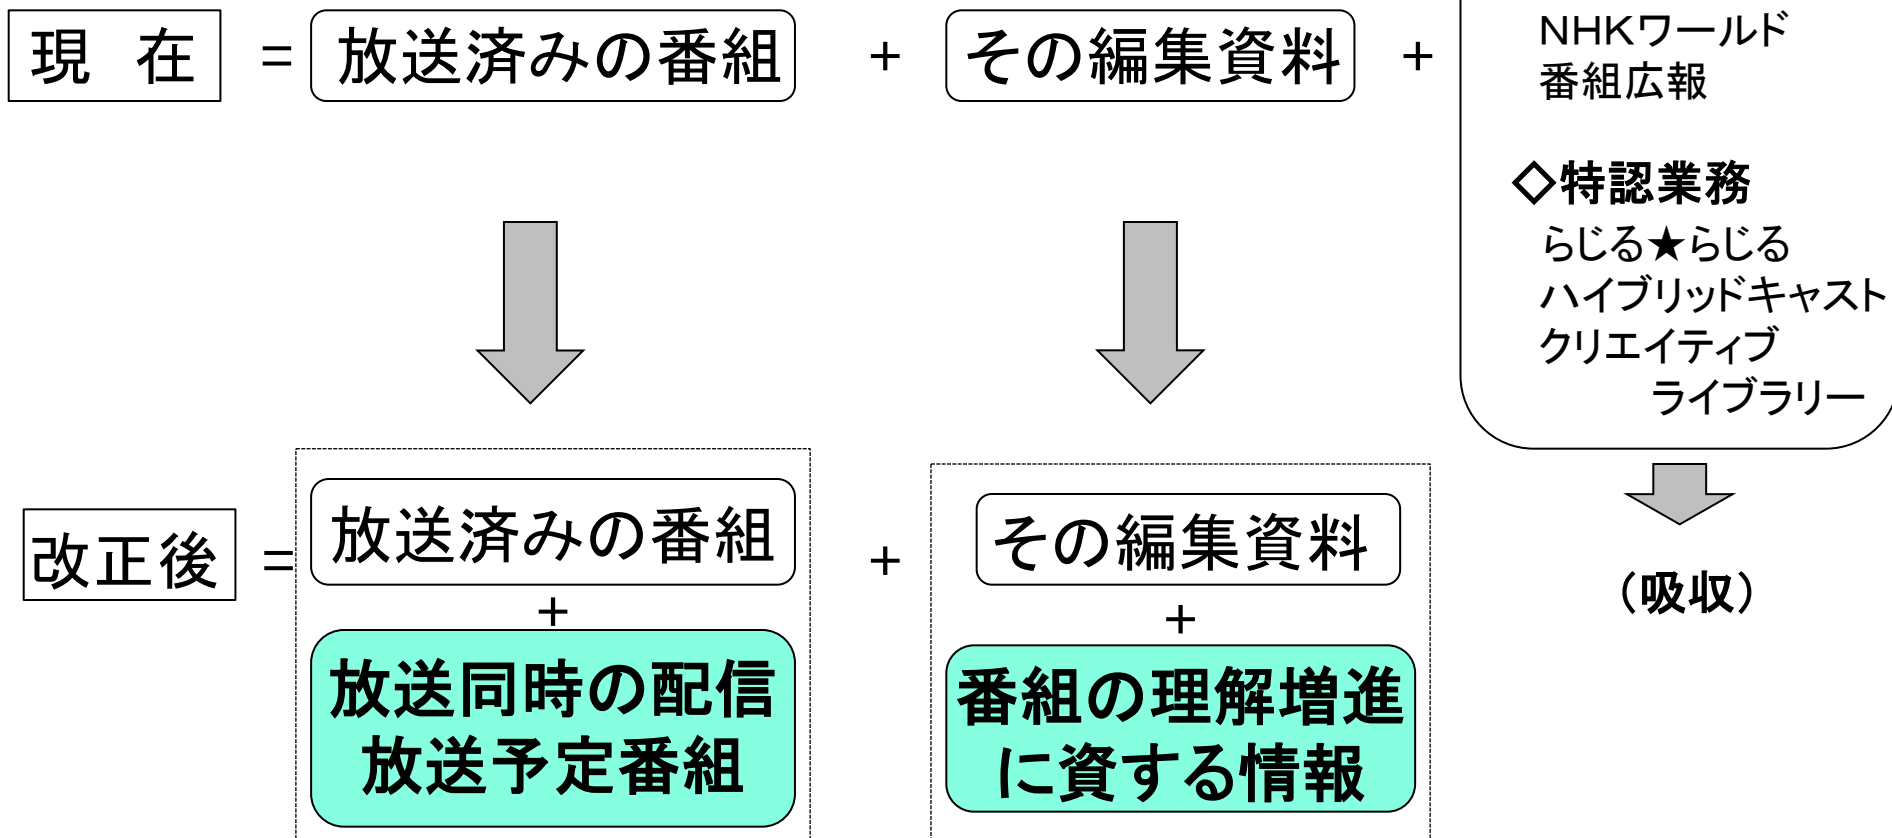 現 在 = 放送済みの番組 + その編集資料 +
NHKワールド
番組広報
◇特認業務
らじる★らじる
ハイブリッドキャスト
クリエイティブ
ライブラリー
改正後 = 放送済みの番組 + その編集資料
+
放送同時の配信
放送予定番組
+
番組の理解増進
に資する情報
(吸収)